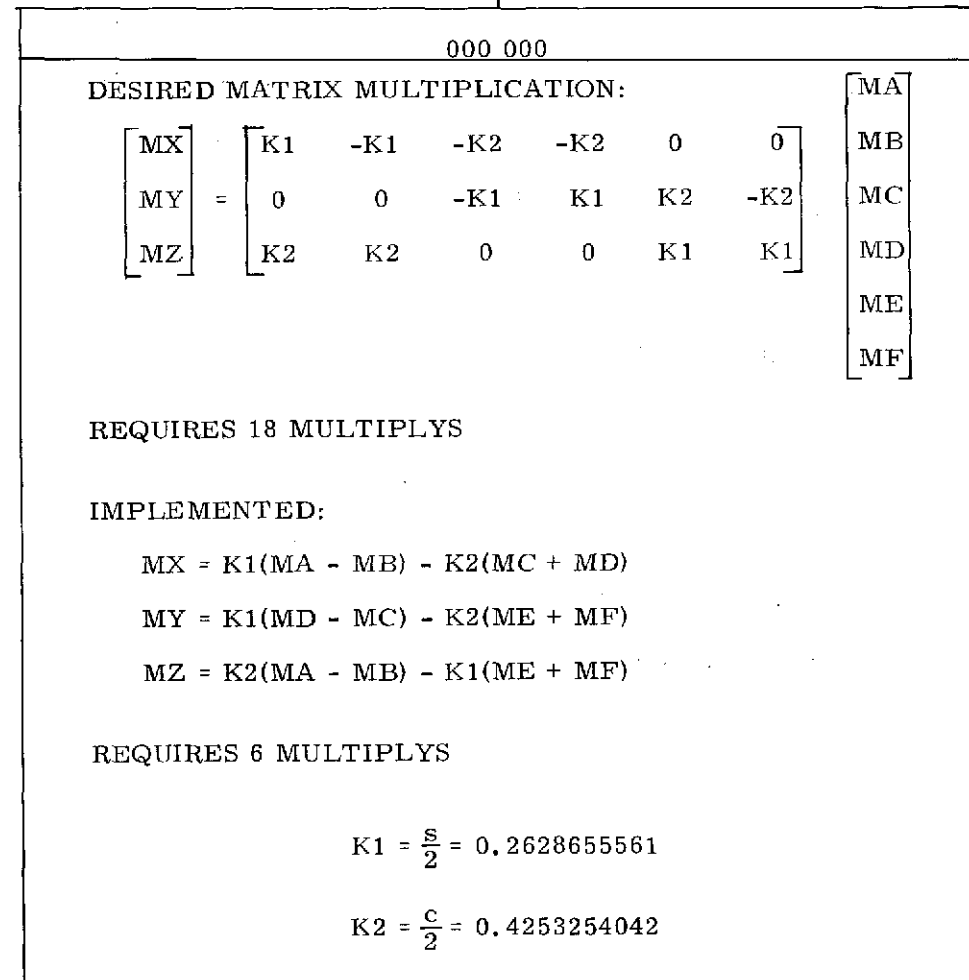 000 000
DESIRED MATRIX MULTIPLICATION:
[MX] = [K1 -K1 -K2 -K2 0 0] [MA]
[MY] = [0 0 -K1 K1 K2 -K2] [MB]
[MZ] = [K2 K2 0 0 K1 K1] [MC]
[MD]
[ME]
[MF]
REQUIRES 18 MULTIPLYS
IMPLEMENTED:
MX = K1(MA - MB) - K2(MC + MD)
MY = K1(MD - MC) - K2(ME + MF)
MZ = K2(MA - MB) - K1(ME + MF)
REQUIRES 6 MULTIPLYS
K1 = s/2 = 0.2628655561
K2 = c/2 = 0.4253254042